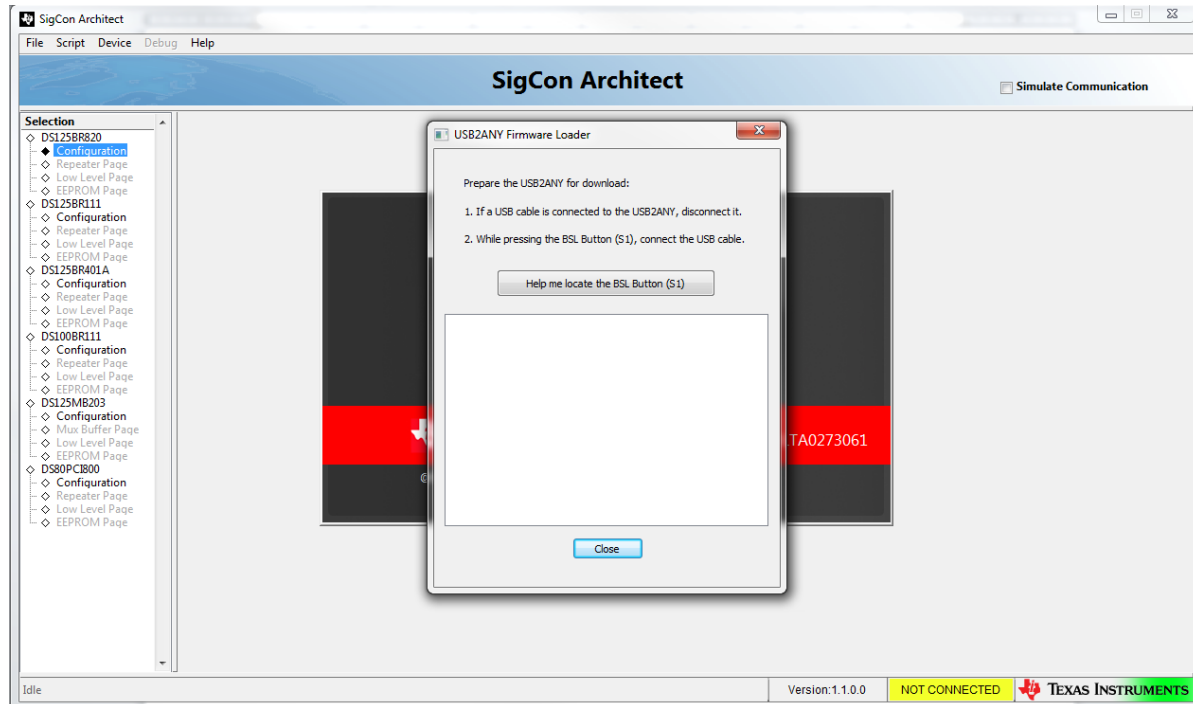 SigCon Architect
File Script Device Debug Help
SigCon Architect
Simulate Communication
Selection
DS125BR820
Configuration
Repeater Page
Low Level Page
EEPROM Page
DS125BR111
Configuration
Repeater Page
Low Level Page
EEPROM Page
DS125BR401A
Configuration
Repeater Page
Low Level Page
EEPROM Page
DS100BR111
Configuration
Repeater Page
Low Level Page
EEPROM Page
DS125MB203
Configuration
Mux Buffer Page
Low Level Page
EEPROM Page
DS80PCI800
Configuration
Repeater Page
Low Level Page
EEPROM Page
USB2ANY Firmware Loader
Prepare the USB2ANY for download:
1. If a USB cable is connected to the USB2ANY, disconnect it.
2. While pressing the BSL Button (S1), connect the USB cable.
Help me locate the BSL Button (S1)
TA0273061
©
Close
Idle
Version:1.1.0.0
NOT CONNECTED
TEXAS INSTRUMENTS